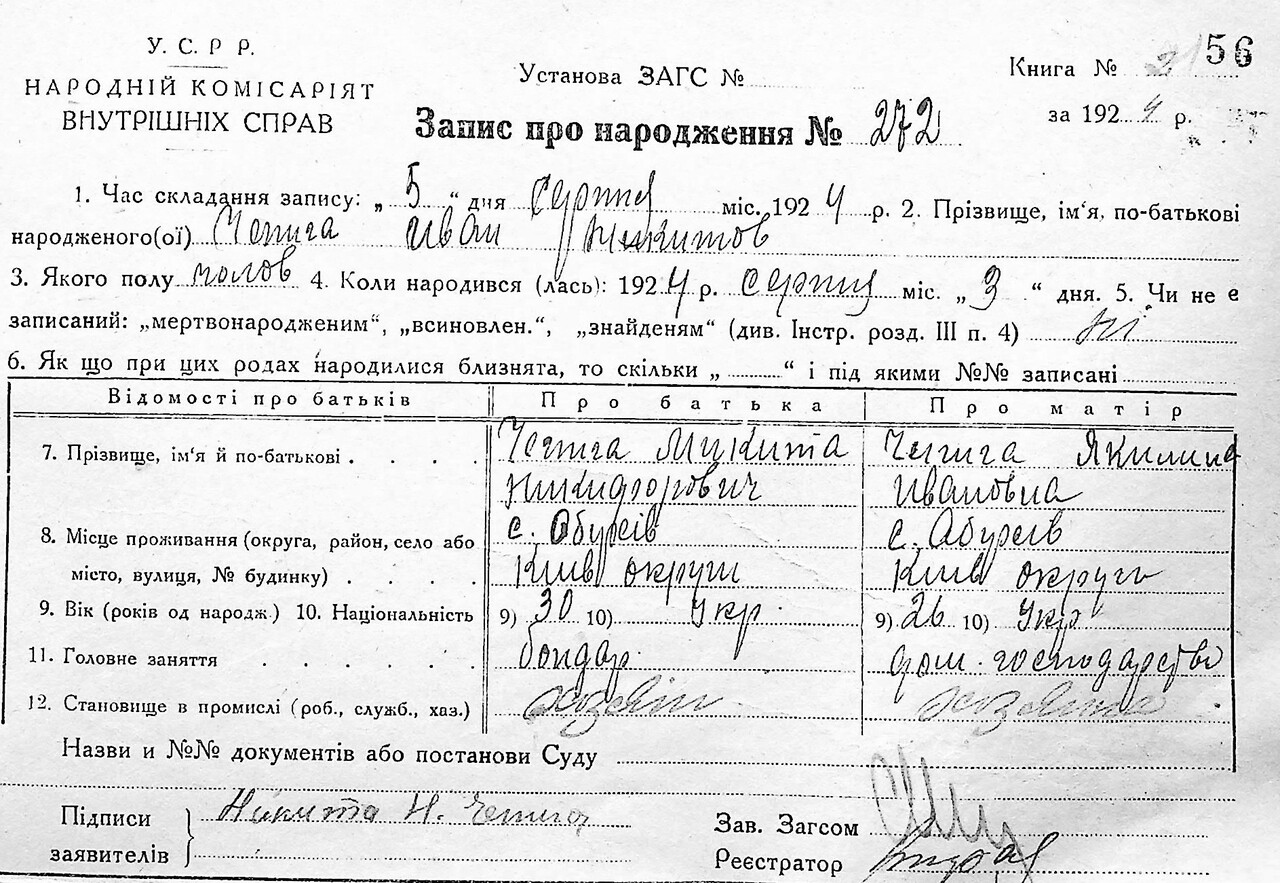 У. С. Р Р.
НАРОДНІЙ КОМІСАРІЯТ
ВНУТРІШНІХ СПРАВ
Установа ЗАГС №
Запис про народження № 272
Книга № 56
за 1924 р.
1. Час складання запису: „ 5 “ дня серпня міс. 1924 р. 2. Прізвище, ім‘я, по-батькові
народженого(ої) Чепига Иван Никитов
3. Якого полу молов 4. Коли народився (лась): 1924 р. серпня міс. „ 3 “ дня. 5. Чи не є
записаний: „мертвонародженим“, „всиновлен.“, „знайденям“ (див. Інстр. розд. III п. 4) ні
6. Як що при цих родах народилися близнята, то скільки „ “ і під якими №№ записані
Відомості про батьків Про батька Про матір
7. Прізвище, ім‘я й по-батькові . . . . Чепига Микита Чепига Якилина
Никифорович Ивановна
8. Місце проживання (округа, район, село або с. Обухів с. Обухів
місто, вулиця, № будинку) . . . . Київ округи Київ округи
9. Вік (років од народж.) 10. Національність 9) 30 10) Укр 9) 26 10) Укр
11. Головне заняття . . . . . . бондар. дом. господарство
12. Становище в промислі (роб., служб., хаз.) хозяін хозяйка
Назви и №№ документів або постанови Суду
Підписи Никита Н. Чепига
заявителів
Зав. Загсом
Реєстратор